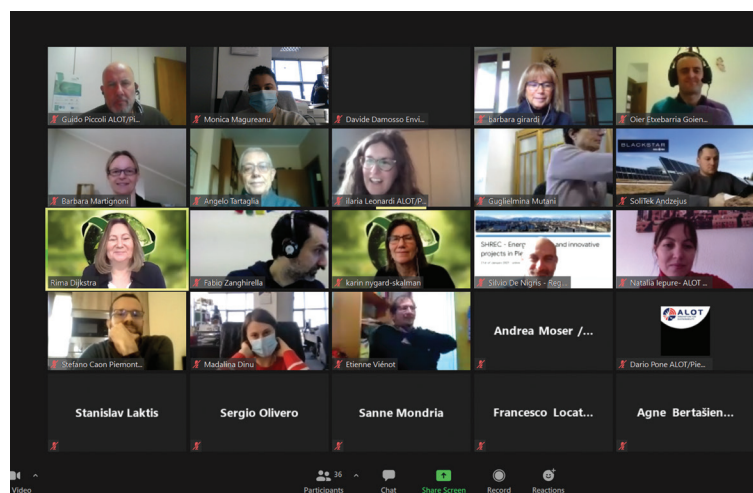 Guido Piccoli ALOT/Pi...
Monica Magureanu
Davide Damosso Envi...
barbara girardi
Oier Etxebarria Goien...
Barbara Martignoni
Angelo Tartaglia
ilaria Leonardi ALOT/P...
Guglielmina Mutani
BLACKSTAR
SoliTek Andzejus
Rima Dijkstra
Fabio Zanghirella
karin nygard-skalman
SHREC - Energ and innovative
projects in Pie
Silvio De Nigris - Reg...
Natalia Iepure- ALOT ...
Stefano Caon Piemont...
Madalina Dinu
Etienne Viénot
Andrea Moser /...
ALOT
Dario Pone ALOT/Pie...
Stanislav Laktis
Sergio Olivero
Sanne Mondria
Francesco Locat...
Agne Bertašien...
Video
36
Participants
Chat
Share Screen
Record
Reactions